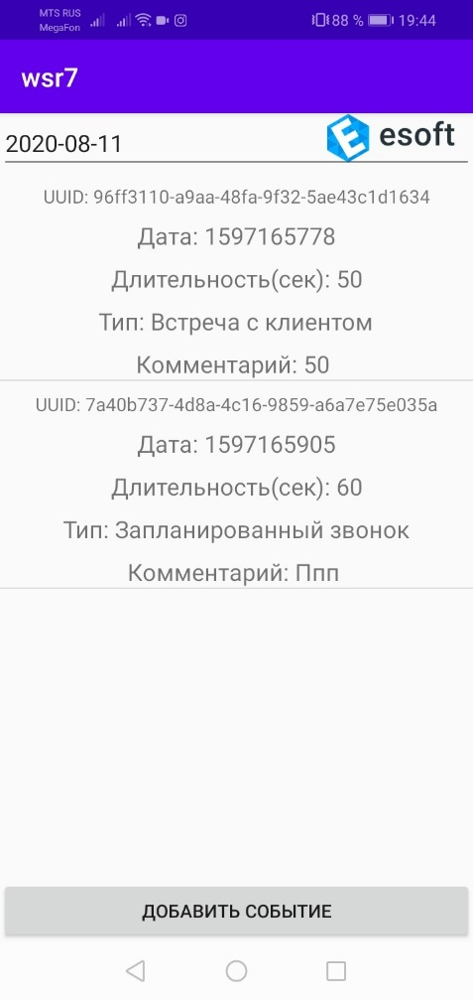 MTS RUS
MegaFon
88 %
19:44
wsr7
2020-08-11
esoft
UUID: 96ff3110-a9aa-48fa-9f32-5ae43c1d1634
Дата: 1597165778
Длительность(сек): 50
Тип: Встреча с клиентом
Комментарий: 50
UUID: 7a40b737-4d8a-4c16-9859-a6a7e75e035a
Дата: 1597165905
Длительность(сек): 60
Тип: Запланированный звонок
Комментарий: Ппп
ДОБАВИТЬ СОБЫТИЕ